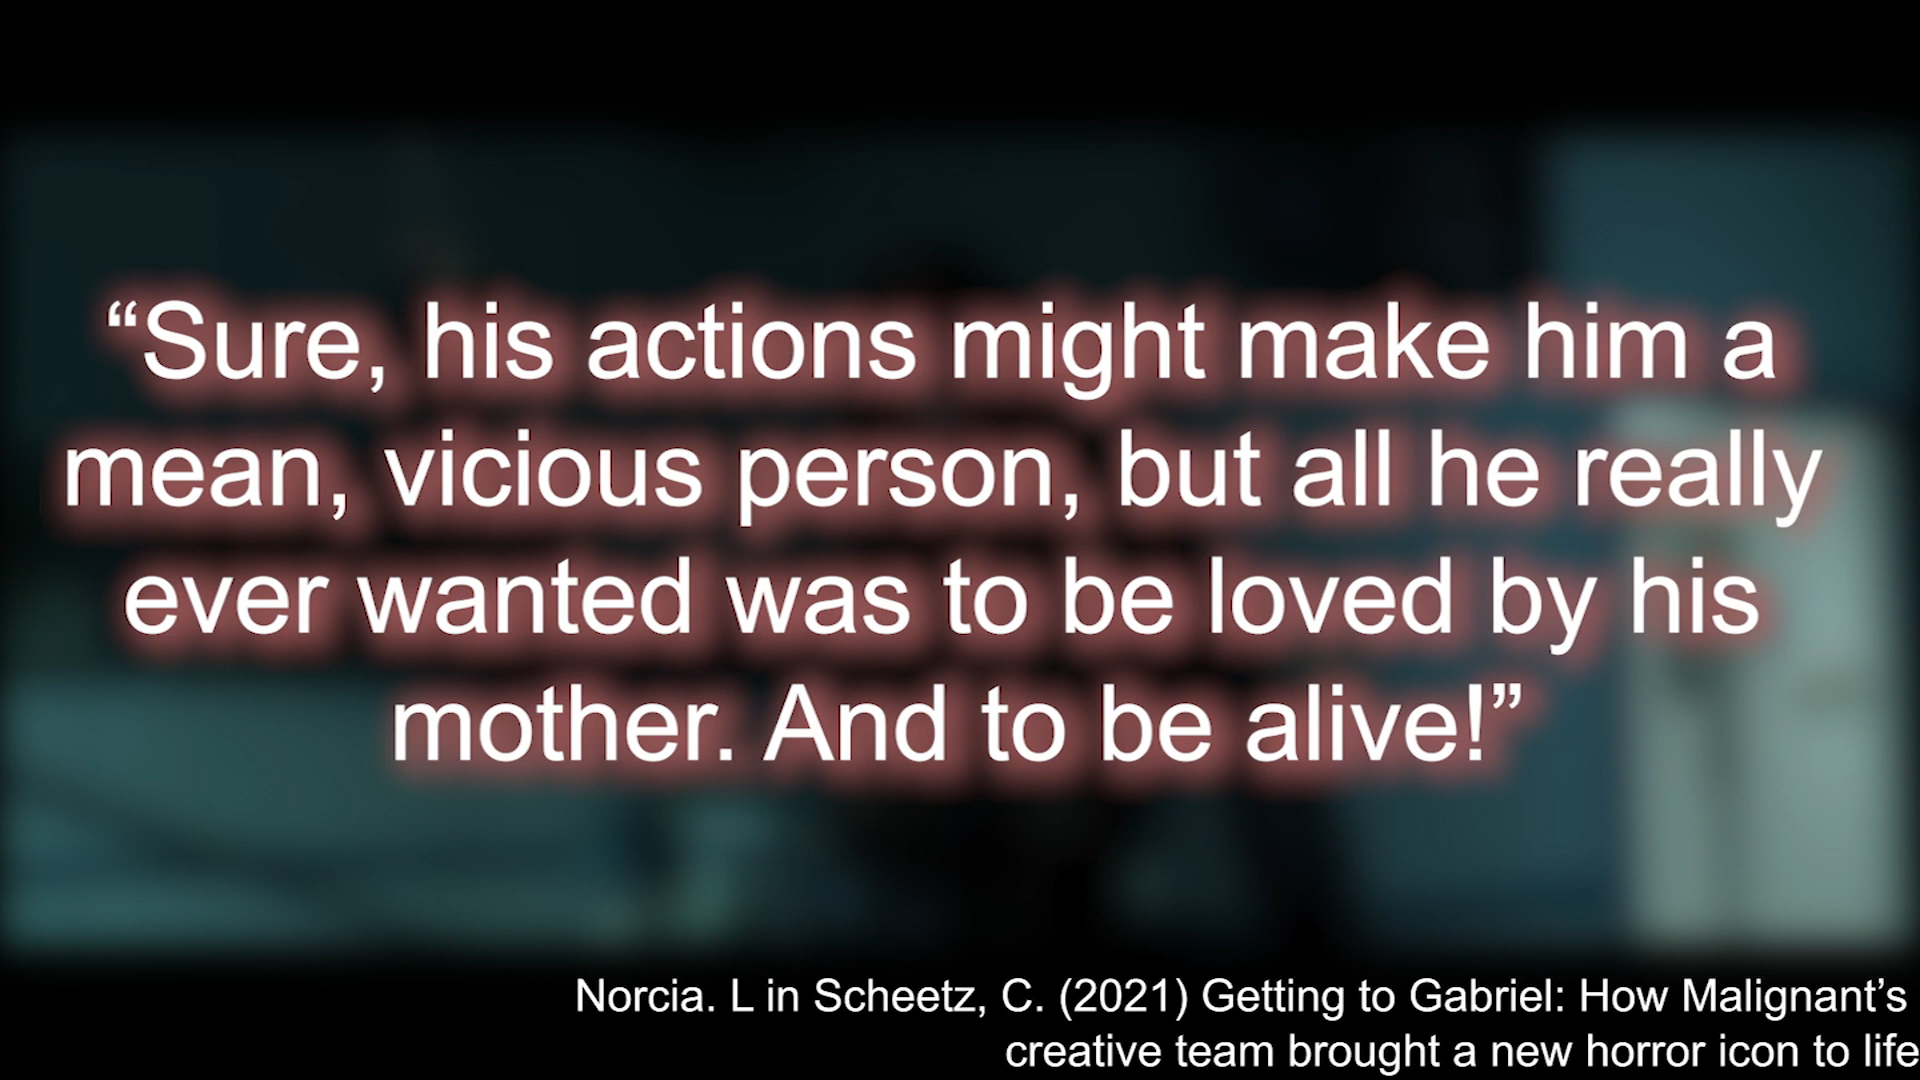 “Sure, his actions might make him a
mean, vicious person, but all he really
ever wanted was to be loved by his
mother. And to be alive!”
Norcia. L in Scheetz, C. (2021) Getting to Gabriel: How Malignant’s
creative team brought a new horror icon to life